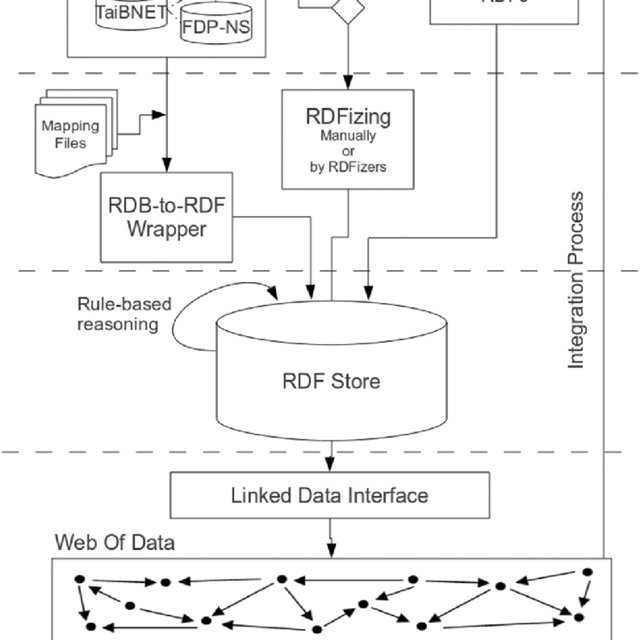 TaiBNET
FDP-NS
RDFizing
Manually
or
by RDFizers
Mapping
Files
RDB-to-RDF
Wrapper
Integration Process
Rule-based
reasoning
RDF Store
Linked Data Interface
Web Of Data